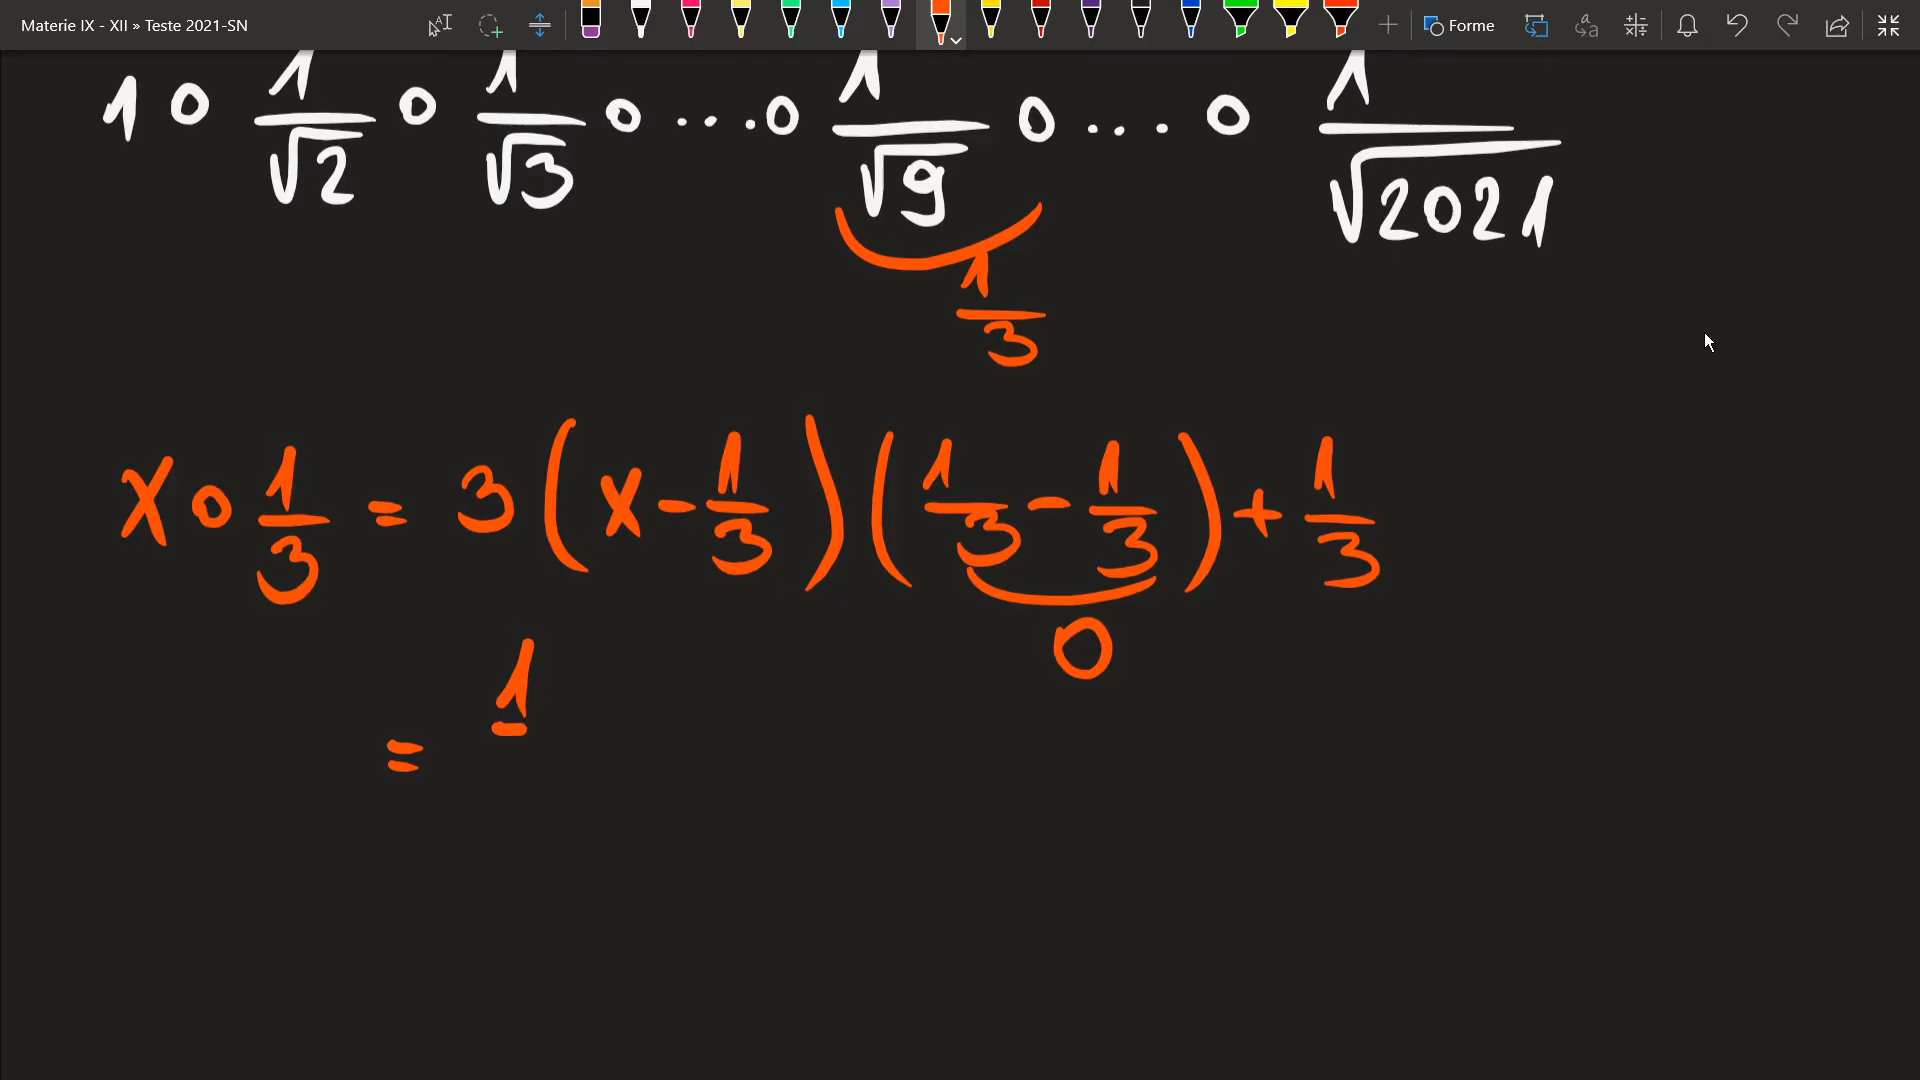 Materie IX - XII » Teste 2021-SN Forme
1 o 1/√2 o 1/√3 o ... o 1/√9 o ... o 1/√2021
1/3
x o 1/3 = 3 (x - 1/3) (1/3 - 1/3) + 1/3
0
= 1